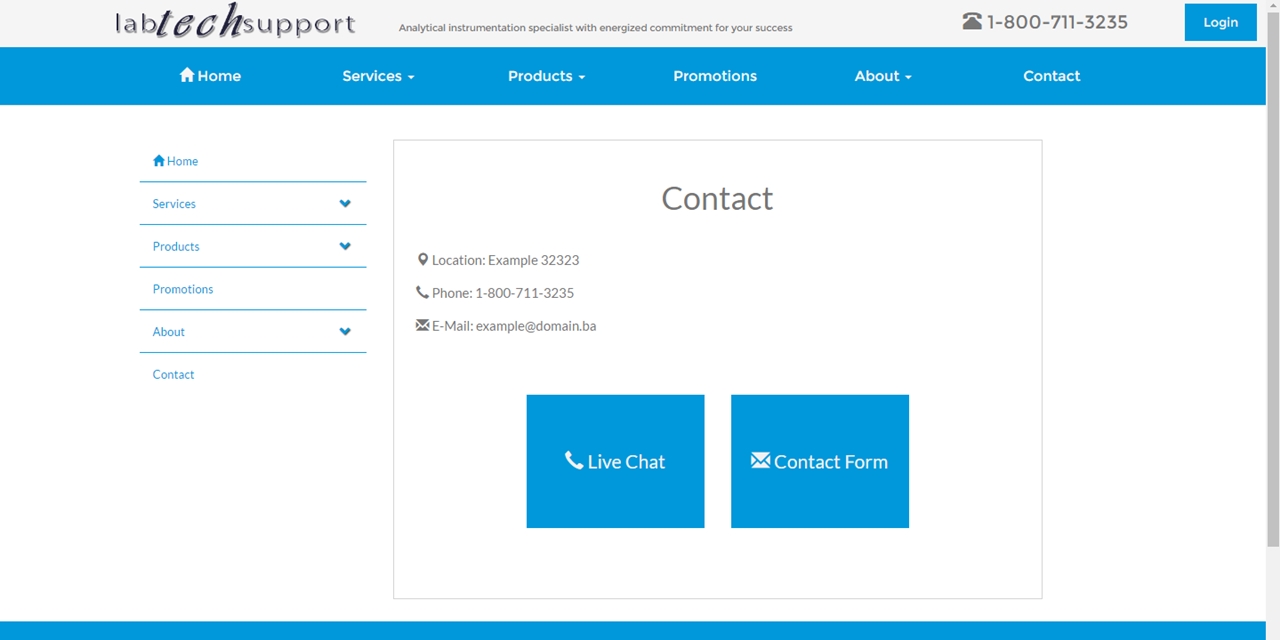 labtechsupport
Analytical instrumentation specialist with energized commitment for your success
1-800-711-3235
Login
Home
Services
Products
Promotions
About
Contact
Home
Services
Products
Promotions
About
Contact
Contact
Location: Example 32323
Phone: 1-800-711-3235
E-Mail: example@domain.ba
Live Chat
Contact Form